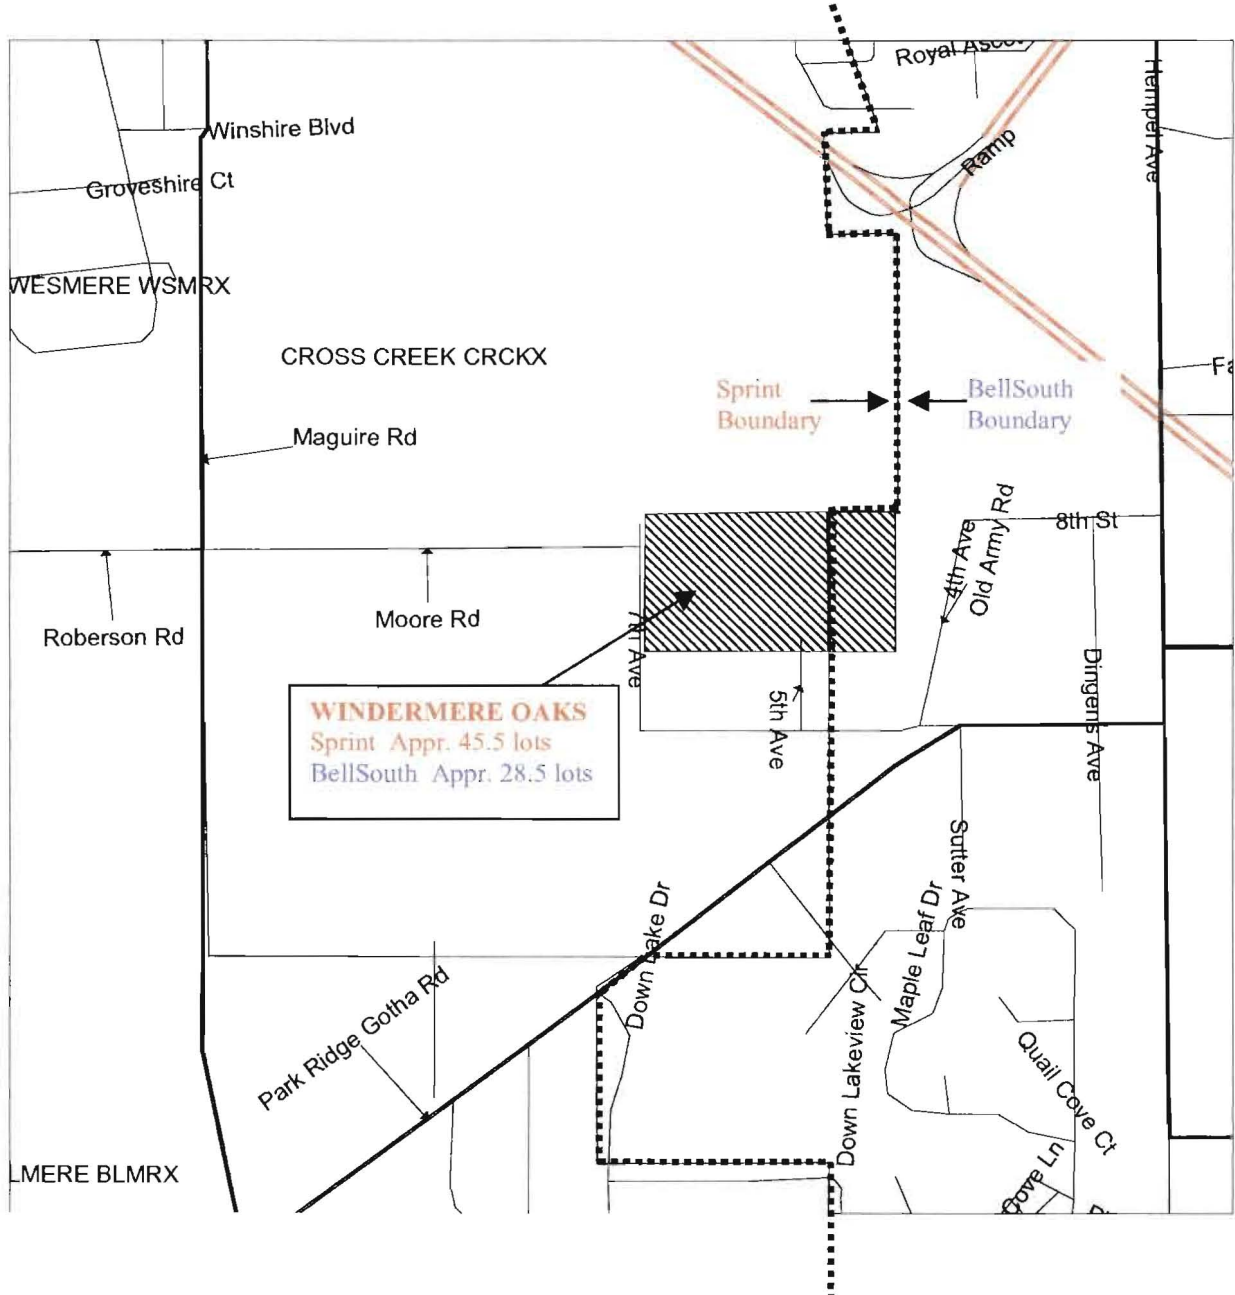 Royal Ascot
Hempel Ave
Winshire Blvd
Ramp
Groveshire Ct
WESMERE WSMRX
CROSS CREEK CRCKX
Fa
Sprint
Boundary
BellSouth
Boundary
Maguire Rd
8th St
4th Ave
Old Army Rd
Roberson Rd
Moore Rd
7th Ave
5th Ave
Dingens Ave
WINDERMERE OAKS
Sprint Appr. 45.5 lots
BellSouth Appr. 28.5 lots
Sutter Ave
Down Lake Dr
Maple Leaf Dr
Down Lakeview Cir
Park Ridge Gotha Rd
Quail Cove Ct
LMERE BLMRX
Cove Ln